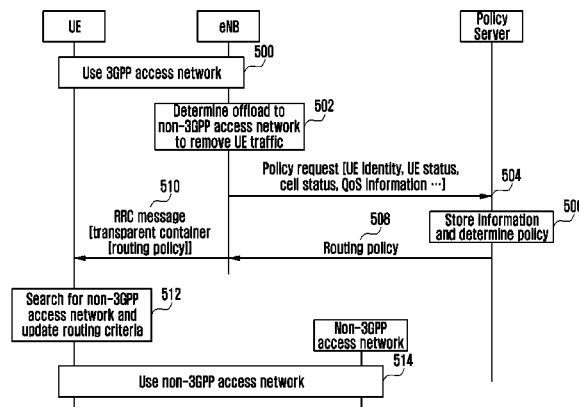 UE
eNB
Policy
Server
500
Use 3GPP access network
502
Determine offload to
non-3GPP access network
to remove UE traffic
Policy request [UE identity, UE status,
cell status, QoS information ···]
504
510
RRC message
[transparent container
[routing policy]]
506
Store information
and determine policy
508
Routing policy
512
Search for non-3GPP
access network and
update routing criteria
Non-3GPP
access network
514
Use non-3GPP access network